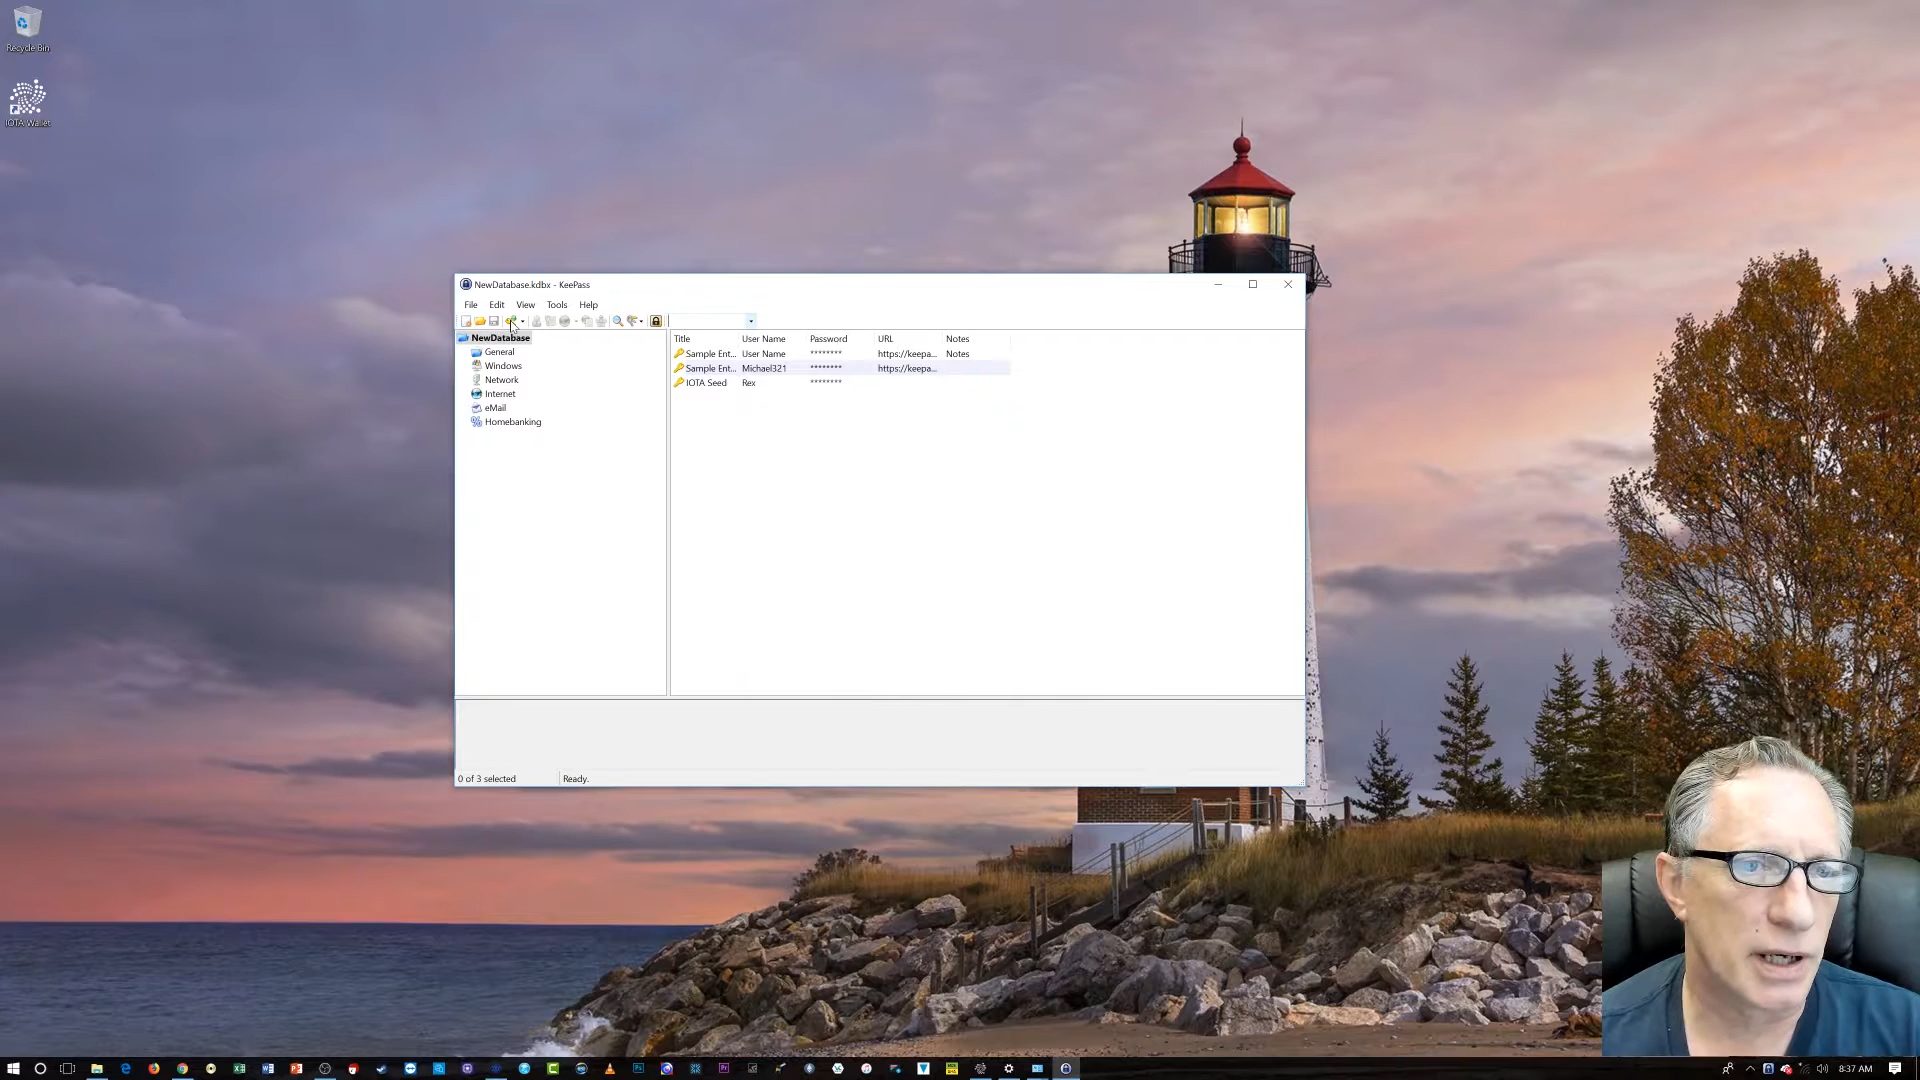 Recycle Bin
IOTA Wallet
NewDatabase.kdbx - KeePass
File Edit View Tools Help
NewDatabase
General
Windows
Network
Internet
eMail
Homebanking
Title User Name Password URL Notes
Sample Ent... User Name ******** https://keepa... Notes
Sample Ent... Michael321 ******** https://keepa...
IOTA Seed Rex ********
0 of 3 selected Ready.
8:37 AM